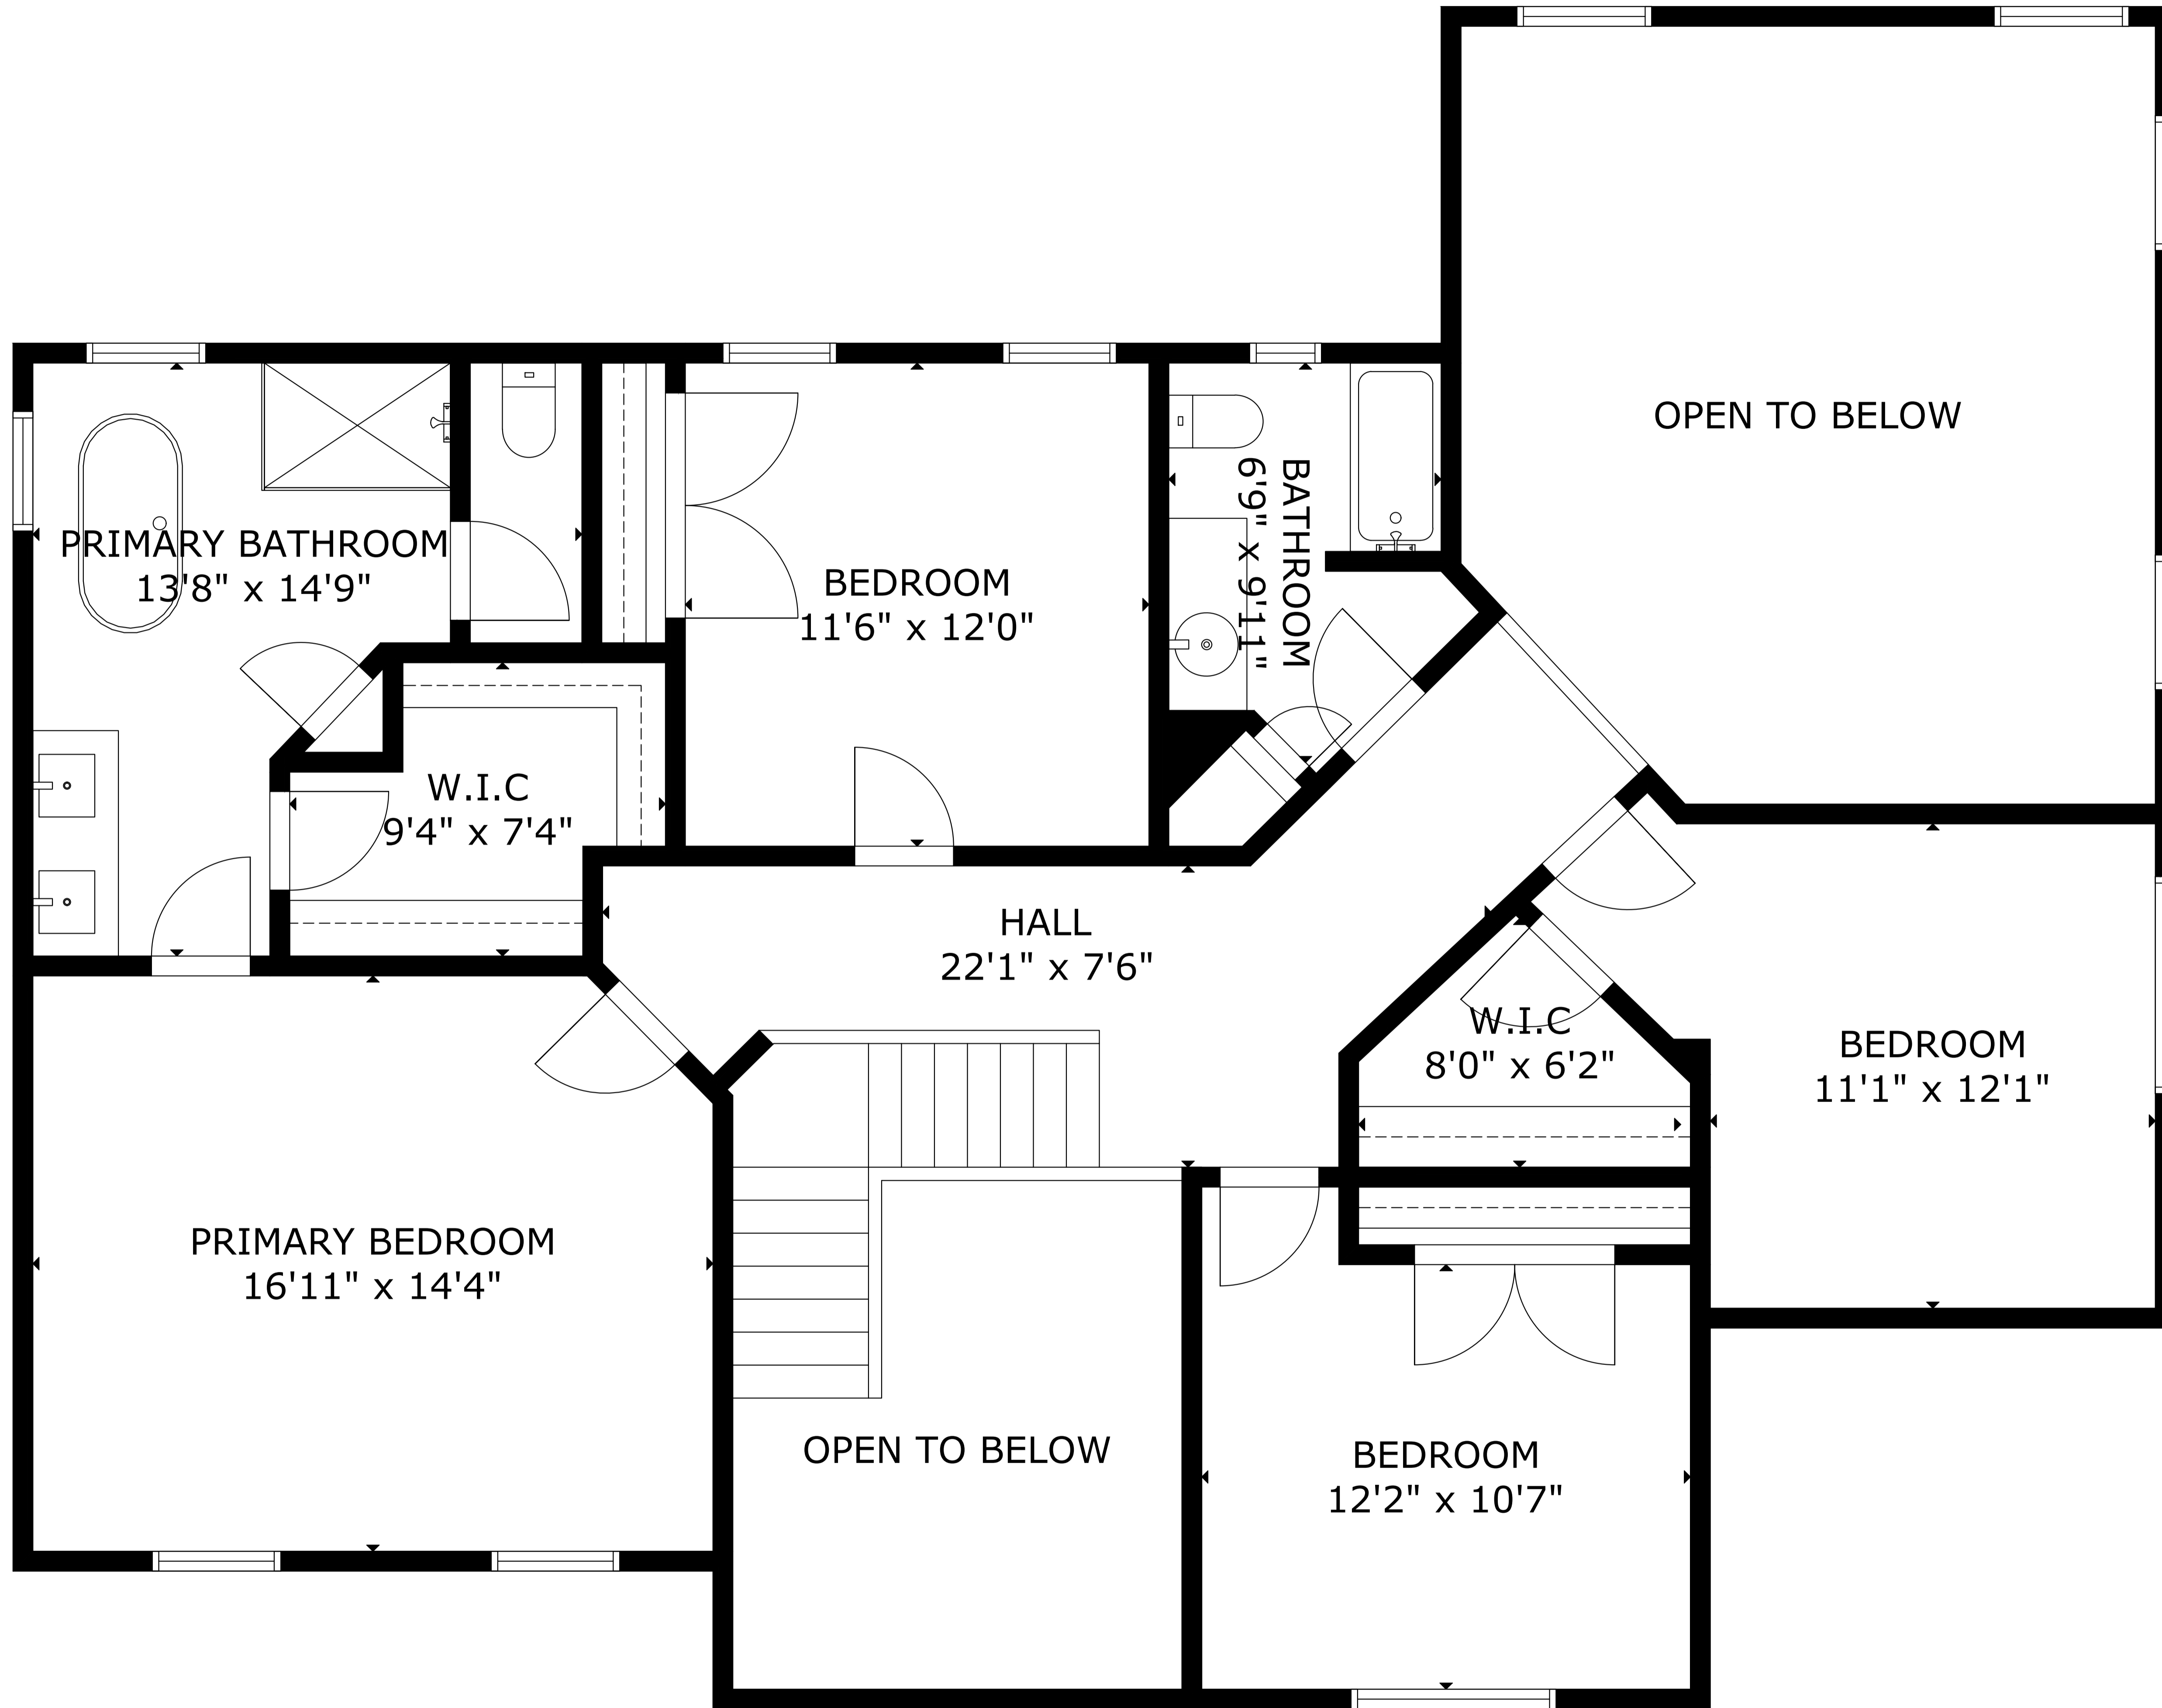 OPEN TO BELOW
PRIMARY BATHROOM
13'8" x 14'9"
BEDROOM
11'6" x 12'0"
BATHROOM
6'9" x 9'11"
W.I.C
9'4" x 7'4"
HALL
22'1" x 7'6"
W.I.C
8'0" x 6'2"
BEDROOM
11'1" x 12'1"
PRIMARY BEDROOM
16'11" x 14'4"
OPEN TO BELOW
BEDROOM
12'2" x 10'7"